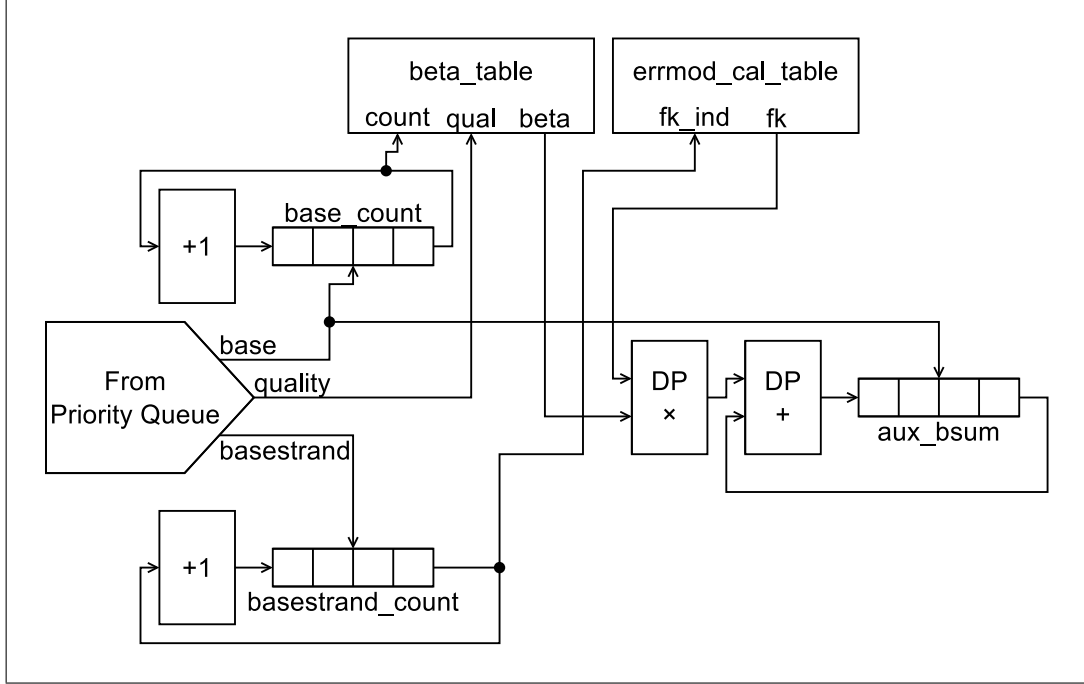 beta_table
errmod_cal_table
count qual beta
fk_ind fk
base_count
+1
base
From
Priority Queue
quality
basestrand
DP
×
DP
+
aux_bsum
+1
basestrand_count